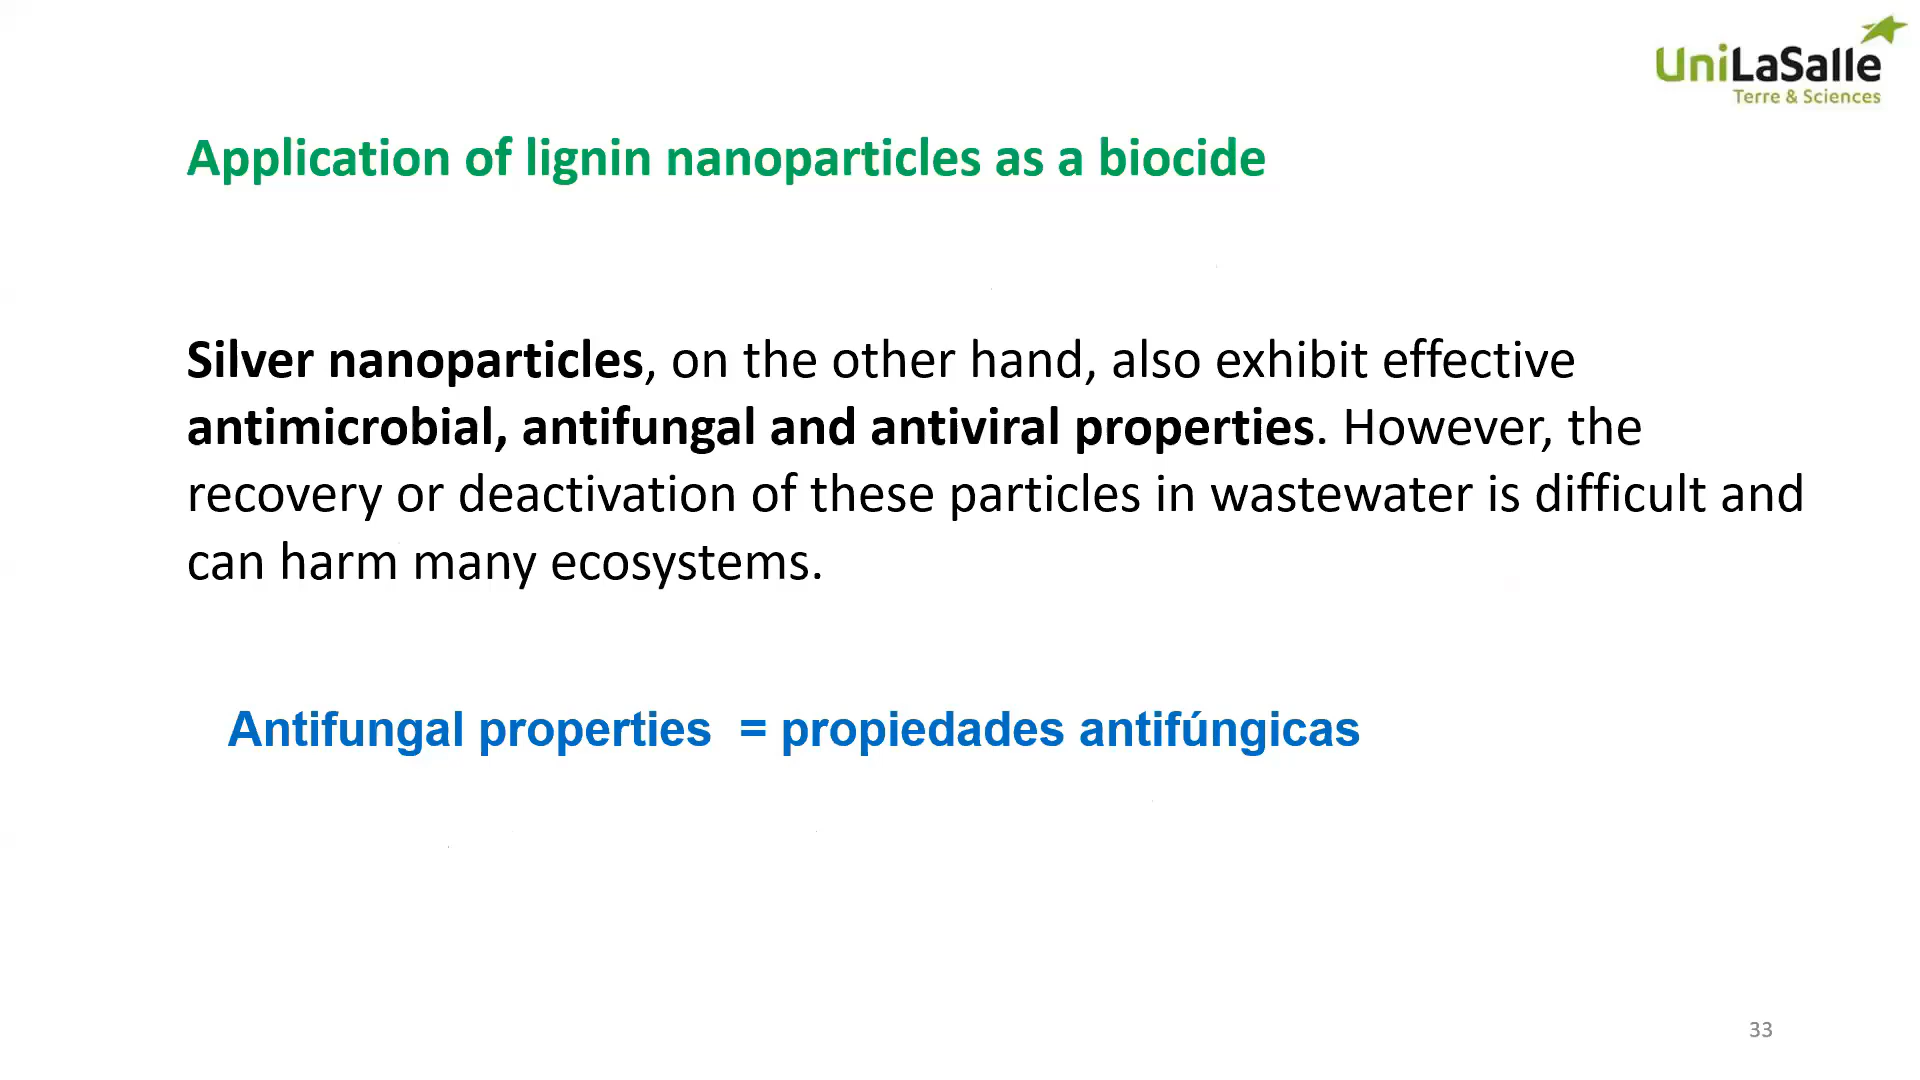 UniLaSalle
Terre & Sciences
Application of lignin nanoparticles as a biocide
Silver nanoparticles, on the other hand, also exhibit effective
antimicrobial, antifungal and antiviral properties. However, the
recovery or deactivation of these particles in wastewater is difficult and
can harm many ecosystems.
Antifungal properties = propiedades antifúngicas
33